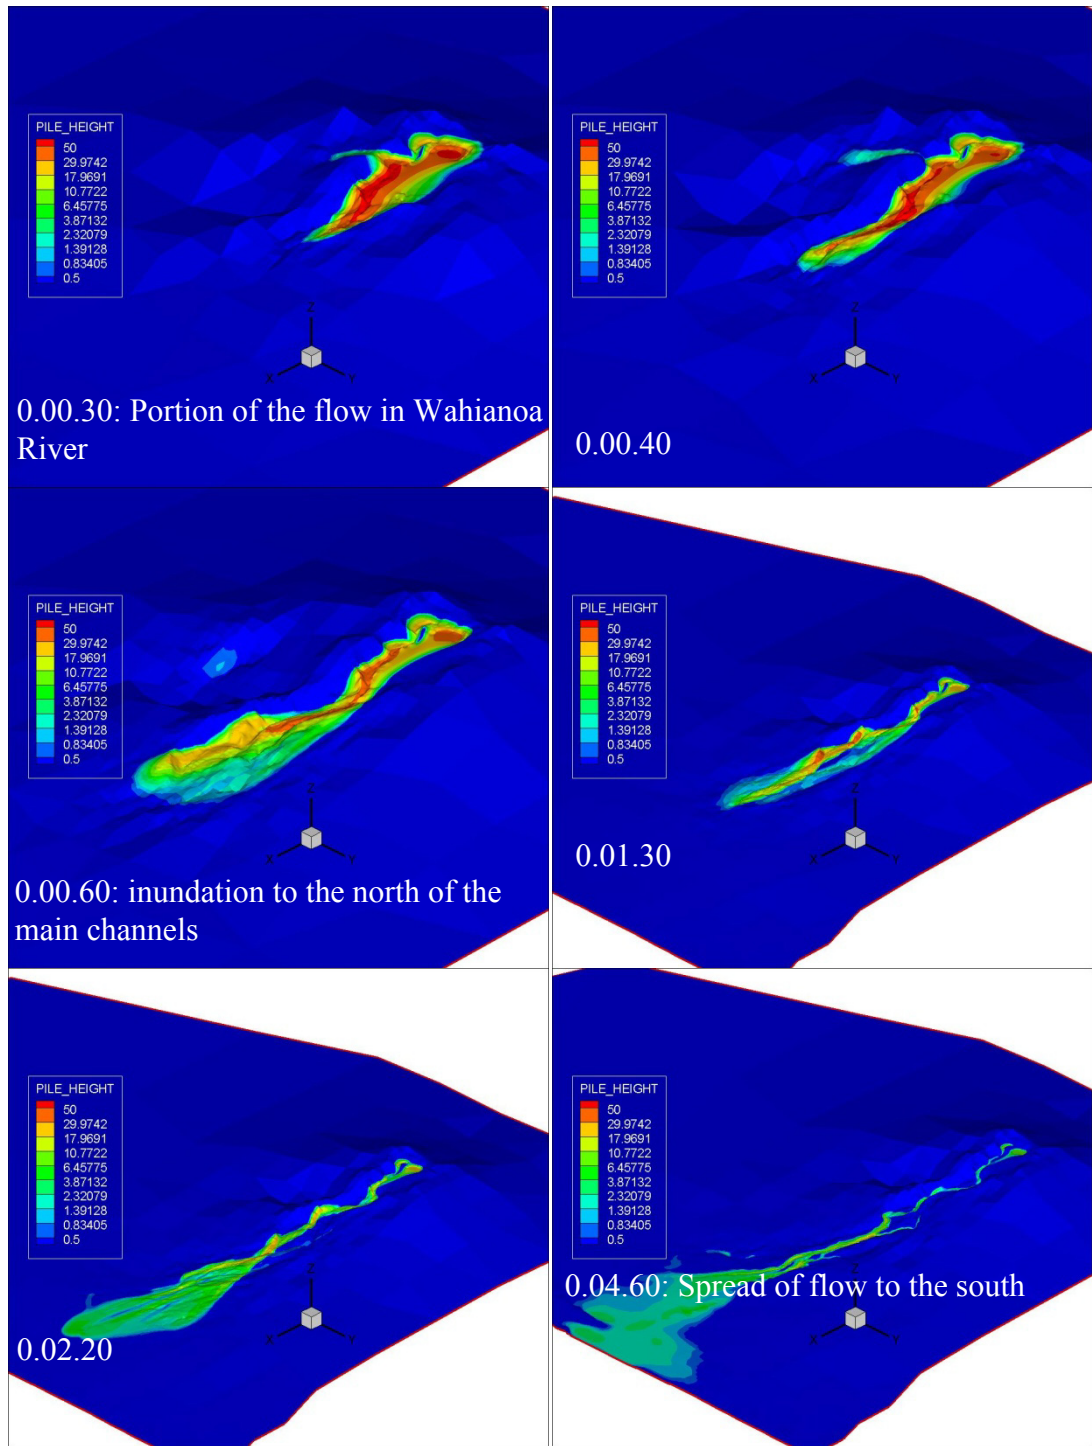 PILE_HEIGHT
50
29.9742
17.9691
10.7722
6.45775
3.87132
2.32079
1.39128
0.83405
0.5
Z
X
Y
0.00.30: Portion of the flow in Wahianoa
River
PILE_HEIGHT
50
29.9742
17.9691
10.7722
6.45775
3.87132
2.32079
1.39128
0.83405
0.5
Z
X
Y
0.00.40
PILE_HEIGHT
50
29.9742
17.9691
10.7722
6.45775
3.87132
2.32079
1.39128
0.83405
0.5
Z
X
Y
0.00.60: inundation to the north of the
main channels
PILE_HEIGHT
50
29.9742
17.9691
10.7722
6.45775
3.87132
2.32079
1.39128
0.83405
0.5
Z
X
Y
0.01.30
PILE_HEIGHT
50
29.9742
17.9691
10.7722
6.45775
3.87132
2.32079
1.39128
0.83405
0.5
Z
X
Y
0.02.20
PILE_HEIGHT
50
29.9742
17.9691
10.7722
6.45775
3.87132
2.32079
1.39128
0.83405
0.5
Z
0.04.60: Spread of flow to the south
X
Y